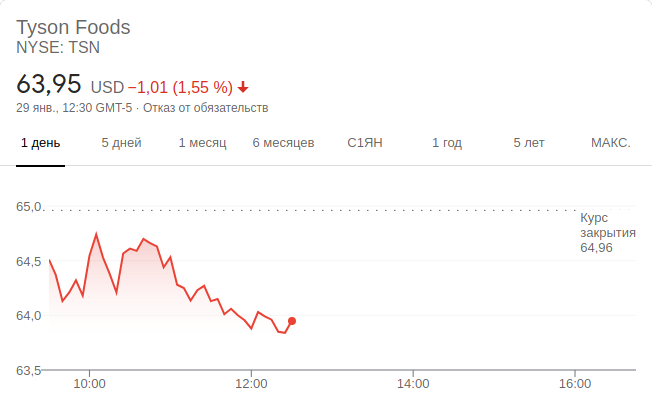 Tyson Foods
NYSE: TSN
63,95 USD −1,01 (1,55 %)
29 янв., 12:30 GMT-5 · Отказ от обязательств
1 день 5 дней 1 месяц 6 месяцев С1ЯН 1 год 5 лет МАКС.
65,0
Курс
закрытия
64,96
64,5
64,0
63,5
10:00 12:00 14:00 16:00